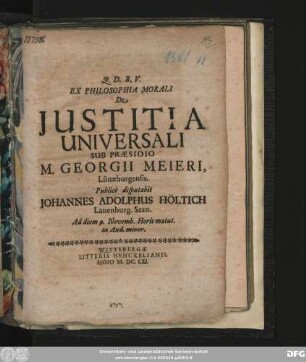 Q. D. B. V.
EX PHILOSOPHIA MORALI
De
JUSTITIA
UNIVERSALI
SUB PRÆSIDIO
M. GEORGII MEIERI,
Lünæburgensis.
Publicè disputabit
JOHANNES ADOLPHUS HÖLTICH
Lauenburg. Saxo.
Ad diem 9. Novemb. Horis matut.
in Aud. minor.
WITTEBERGÆ
LITTERIS HENCKELIANIS.
ANNO M. DC. LXI.